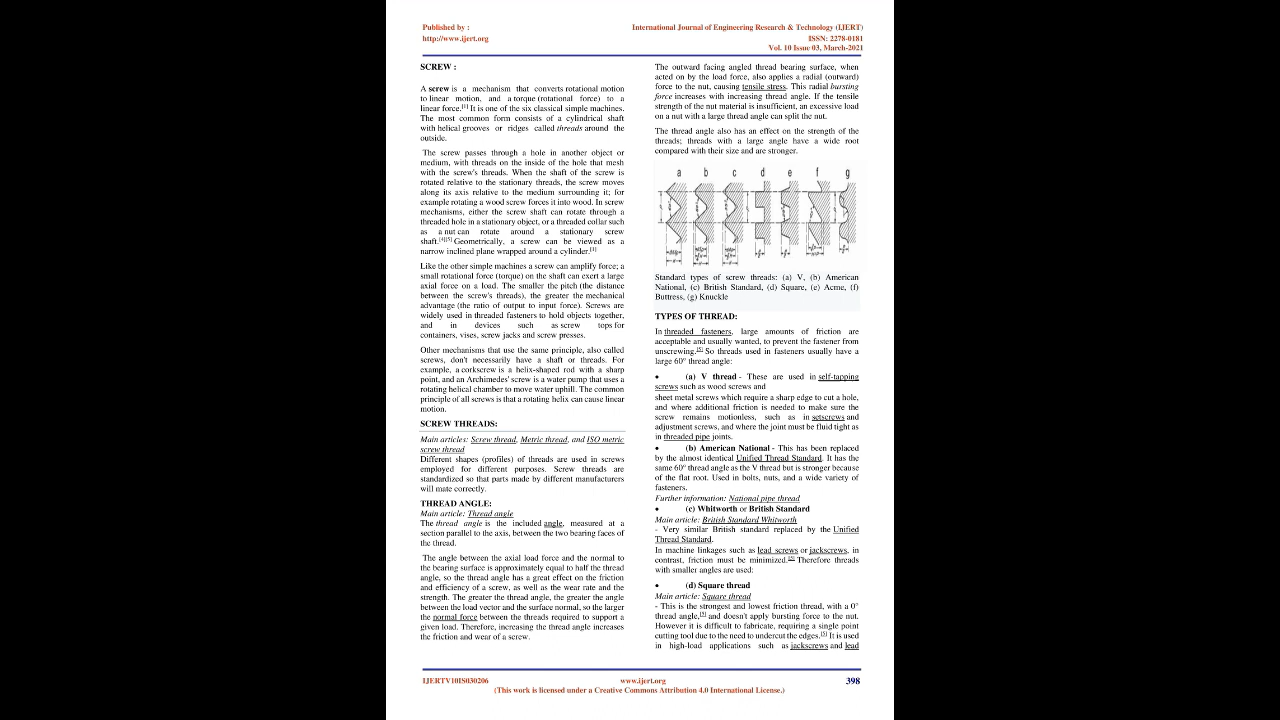 Published by :
http://www.ijert.org
International Journal of Engineering Research & Technology (IJERT)
ISSN: 2278-0181
Vol. 10 Issue 03, March-2021
SCREW :
A screw is a mechanism that converts rotational motion
to linear motion, and a torque (rotational force) to a
linear force.[1] It is one of the six classical simple machines.
The most common form consists of a cylindrical shaft
with helical grooves or ridges called threads around the
outside.
The screw passes through a hole in another object or
medium, with threads on the inside of the hole that mesh
with the screw's threads. When the shaft of the screw is
rotated relative to the stationary threads, the screw moves
along its axis relative to the medium surrounding it; for
example rotating a wood screw forces it into wood. In screw
mechanisms, either the screw shaft can rotate through a
threaded hole in a stationary object, or a threaded collar such
as a nut can rotate around a stationary screw
shaft.[4][5] Geometrically, a screw can be viewed as a
narrow inclined plane wrapped around a cylinder.[1]
Like the other simple machines a screw can amplify force; a
small rotational force (torque) on the shaft can exert a large
axial force on a load. The smaller the pitch (the distance
between the screw's threads), the greater the mechanical
advantage (the ratio of output to input force). Screws are
widely used in threaded fasteners to hold objects together,
and in devices such as screw tops for
containers, vises, screw jacks and screw presses.
Other mechanisms that use the same principle, also called
screws, don't necessarily have a shaft or threads. For
example, a corkscrew is a helix-shaped rod with a sharp
point, and an Archimedes' screw is a water pump that uses a
rotating helical chamber to move water uphill. The common
principle of all screws is that a rotating helix can cause linear
motion.
SCREW THREADS:
Main articles: Screw thread, Metric thread, and ISO metric
screw thread
Different shapes (profiles) of threads are used in screws
employed for different purposes. Screw threads are
standardized so that parts made by different manufacturers
will mate correctly.
THREAD ANGLE:
Main article: Thread angle
The thread angle is the included angle, measured at a
section parallel to the axis, between the two bearing faces of
the thread.
The angle between the axial load force and the normal to
the bearing surface is approximately equal to half the thread
angle, so the thread angle has a great effect on the friction
and efficiency of a screw, as well as the wear rate and the
strength. The greater the thread angle, the greater the angle
between the load vector and the surface normal, so the larger
the normal force between the threads required to support a
given load. Therefore, increasing the thread angle increases
the friction and wear of a screw.
The outward facing angled thread bearing surface, when
acted on by the load force, also applies a radial (outward)
force to the nut, causing tensile stress. This radial bursting
force increases with increasing thread angle. If the tensile
strength of the nut material is insufficient, an excessive load
on a nut with a large thread angle can split the nut.
The thread angle also has an effect on the strength of the
threads; threads with a large angle have a wide root
compared with their size and are stronger.
a b c d e f g
Standard types of screw threads: (a) V, (b) American
National, (c) British Standard, (d) Square, (e) Acme, (f)
Buttress, (g) Knuckle
TYPES OF THREAD:
In threaded fasteners, large amounts of friction are
acceptable and usually wanted, to prevent the fastener from
unscrewing.[5] So threads used in fasteners usually have a
large 60° thread angle:
• (a) V thread - These are used in self-tapping
screws such as wood screws and
sheet metal screws which require a sharp edge to cut a hole,
and where additional friction is needed to make sure the
screw remains motionless, such as in setscrews and
adjustment screws, and where the joint must be fluid tight as
in threaded pipe joints.
• (b) American National - This has been replaced
by the almost identical Unified Thread Standard. It has the
same 60° thread angle as the V thread but is stronger because
of the flat root. Used in bolts, nuts, and a wide variety of
fasteners.
Further information: National pipe thread
• (c) Whitworth or British Standard
Main article: British Standard Whitworth
- Very similar British standard replaced by the Unified
Thread Standard.
In machine linkages such as lead screws or jackscrews, in
contrast, friction must be minimized.[5] Therefore threads
with smaller angles are used:
• (d) Square thread
Main article: Square thread
- This is the strongest and lowest friction thread, with a 0°
thread angle,[5] and doesn't apply bursting force to the nut.
However it is difficult to fabricate, requiring a single point
cutting tool due to the need to undercut the edges.[5] It is used
in high-load applications such as jackscrews and lead
IJERTV10IS030206
www.ijert.org
398
(This work is licensed under a Creative Commons Attribution 4.0 International License.)